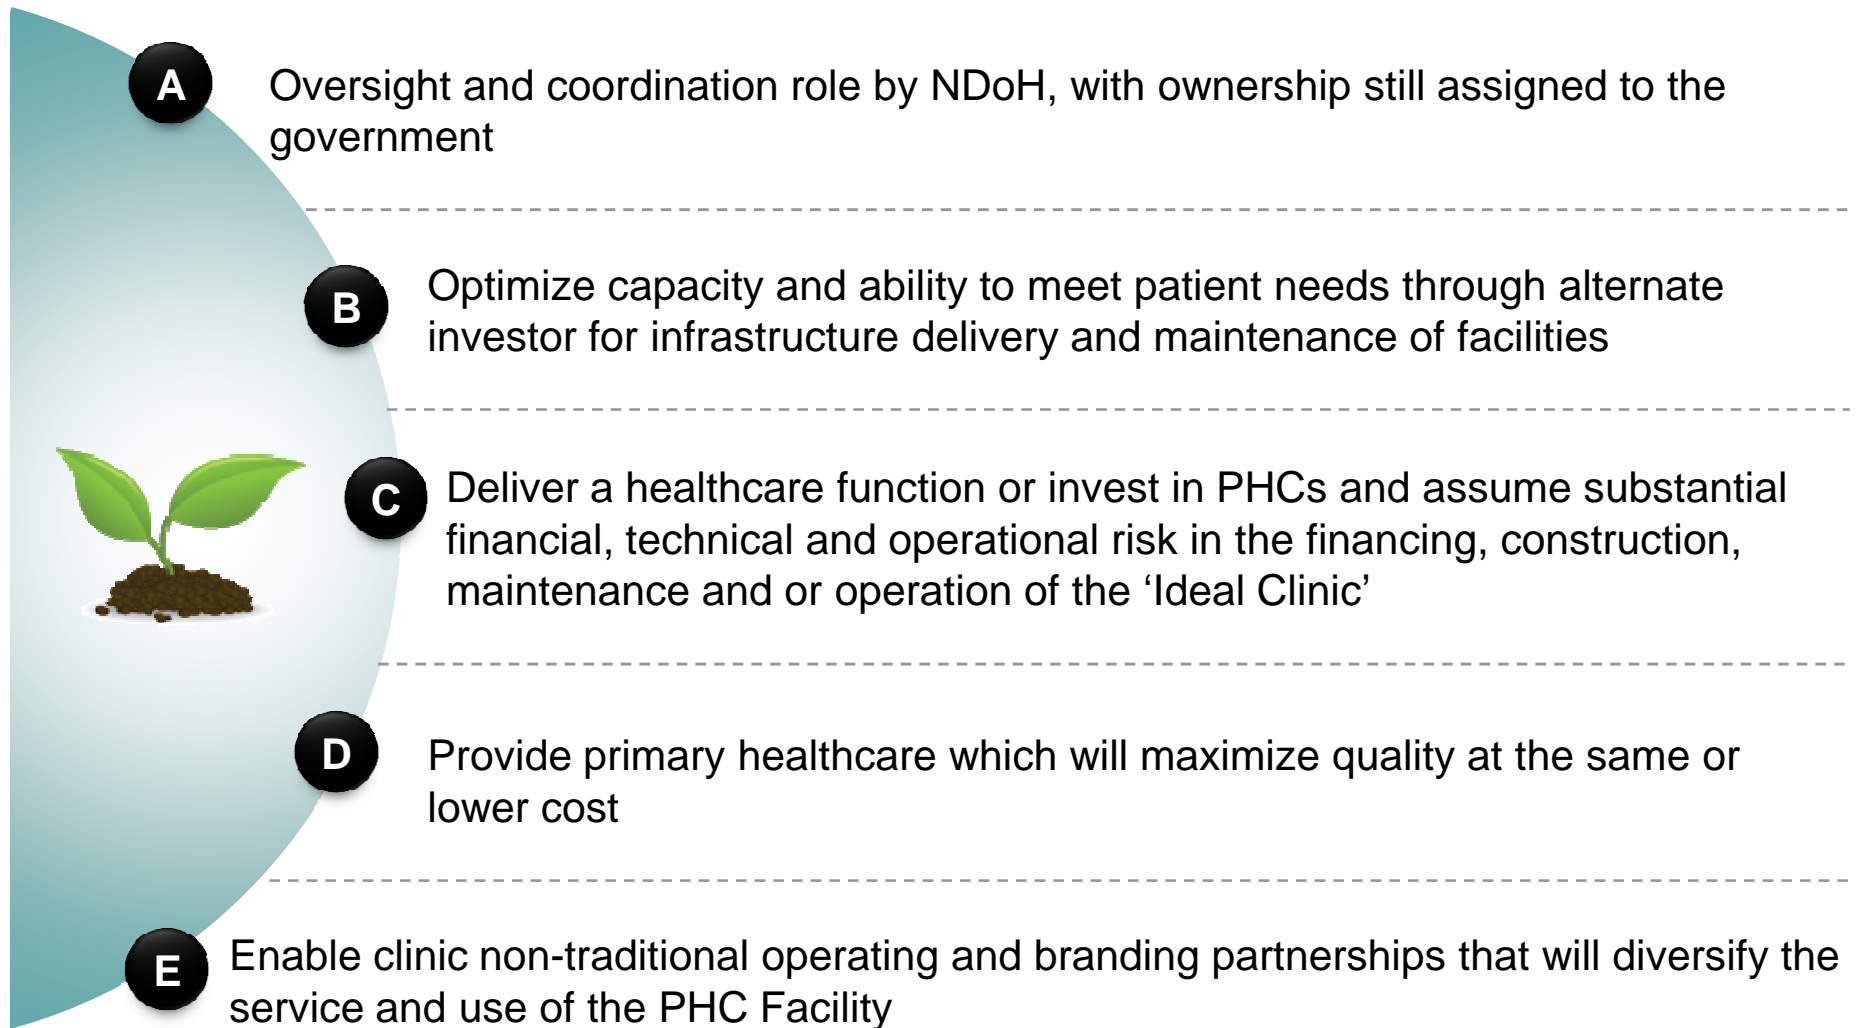 A
Oversight and coordination role by NDoH, with ownership still assigned to the
government
B
Optimize capacity and ability to meet patient needs through alternate
investor for infrastructure delivery and maintenance of facilities
C
Deliver a healthcare function or invest in PHCs and assume substantial
financial, technical and operational risk in the financing, construction,
maintenance and or operation of the ‘Ideal Clinic’
D
Provide primary healthcare which will maximize quality at the same or
lower cost
E
Enable clinic non-traditional operating and branding partnerships that will diversify the
service and use of the PHC Facility